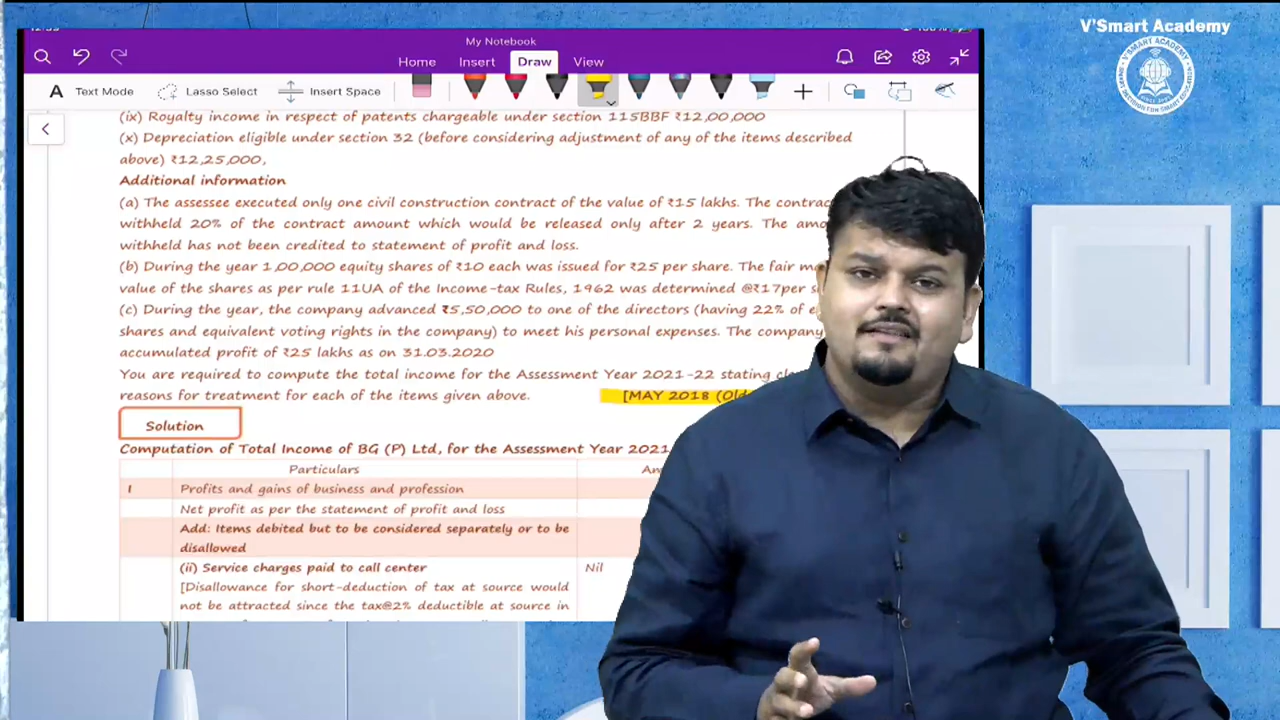 V'Smart Academy
My Notebook
Home Insert Draw View
A Text Mode Lasso Select Insert Space
(ix) Royalty income in respect of patents chargeable under section 115BBF ₹12,00,000
(x) Depreciation eligible under section 32 (before considering adjustment of any of the items described
above) ₹12,25,000,
Additional information
(a) The assessee executed only one civil construction contract of the value of ₹15 lakhs. The
withheld 20% of the contract amount which would be released only after 2 years. The
withheld has not been credited to statement of profit and loss.
(b) During the year 1,00,000 equity shares of ₹10 each was issued for ₹25 per share. The fair
value of the shares as per rule 11UA of the Income-tax Rules, 1962 was determined @₹17per
(c) During the year, the company advanced ₹5,50,000 to one of the directors (having 22% of
shares and equivalent voting rights in the company) to meet his personal expenses. The company
accumulated profit of ₹25 lakhs as on 31.03.2020
You are required to compute the total income for the Assessment Year 2021-22 stating
reasons for treatment for each of the items given above. [MAY 2018
Solution
Computation of Total Income of BG (P) Ltd, for the Assessment Year 2021
Particulars
I Profits and gains of business and profession
Net profit as per the statement of profit and loss
Add: Items debited but to be considered separately or to be
disallowed
(ii) Service charges paid to call center Nil
[Disallowance for short-deduction of tax at source would
not be attracted since the tax@2% deductible at source in